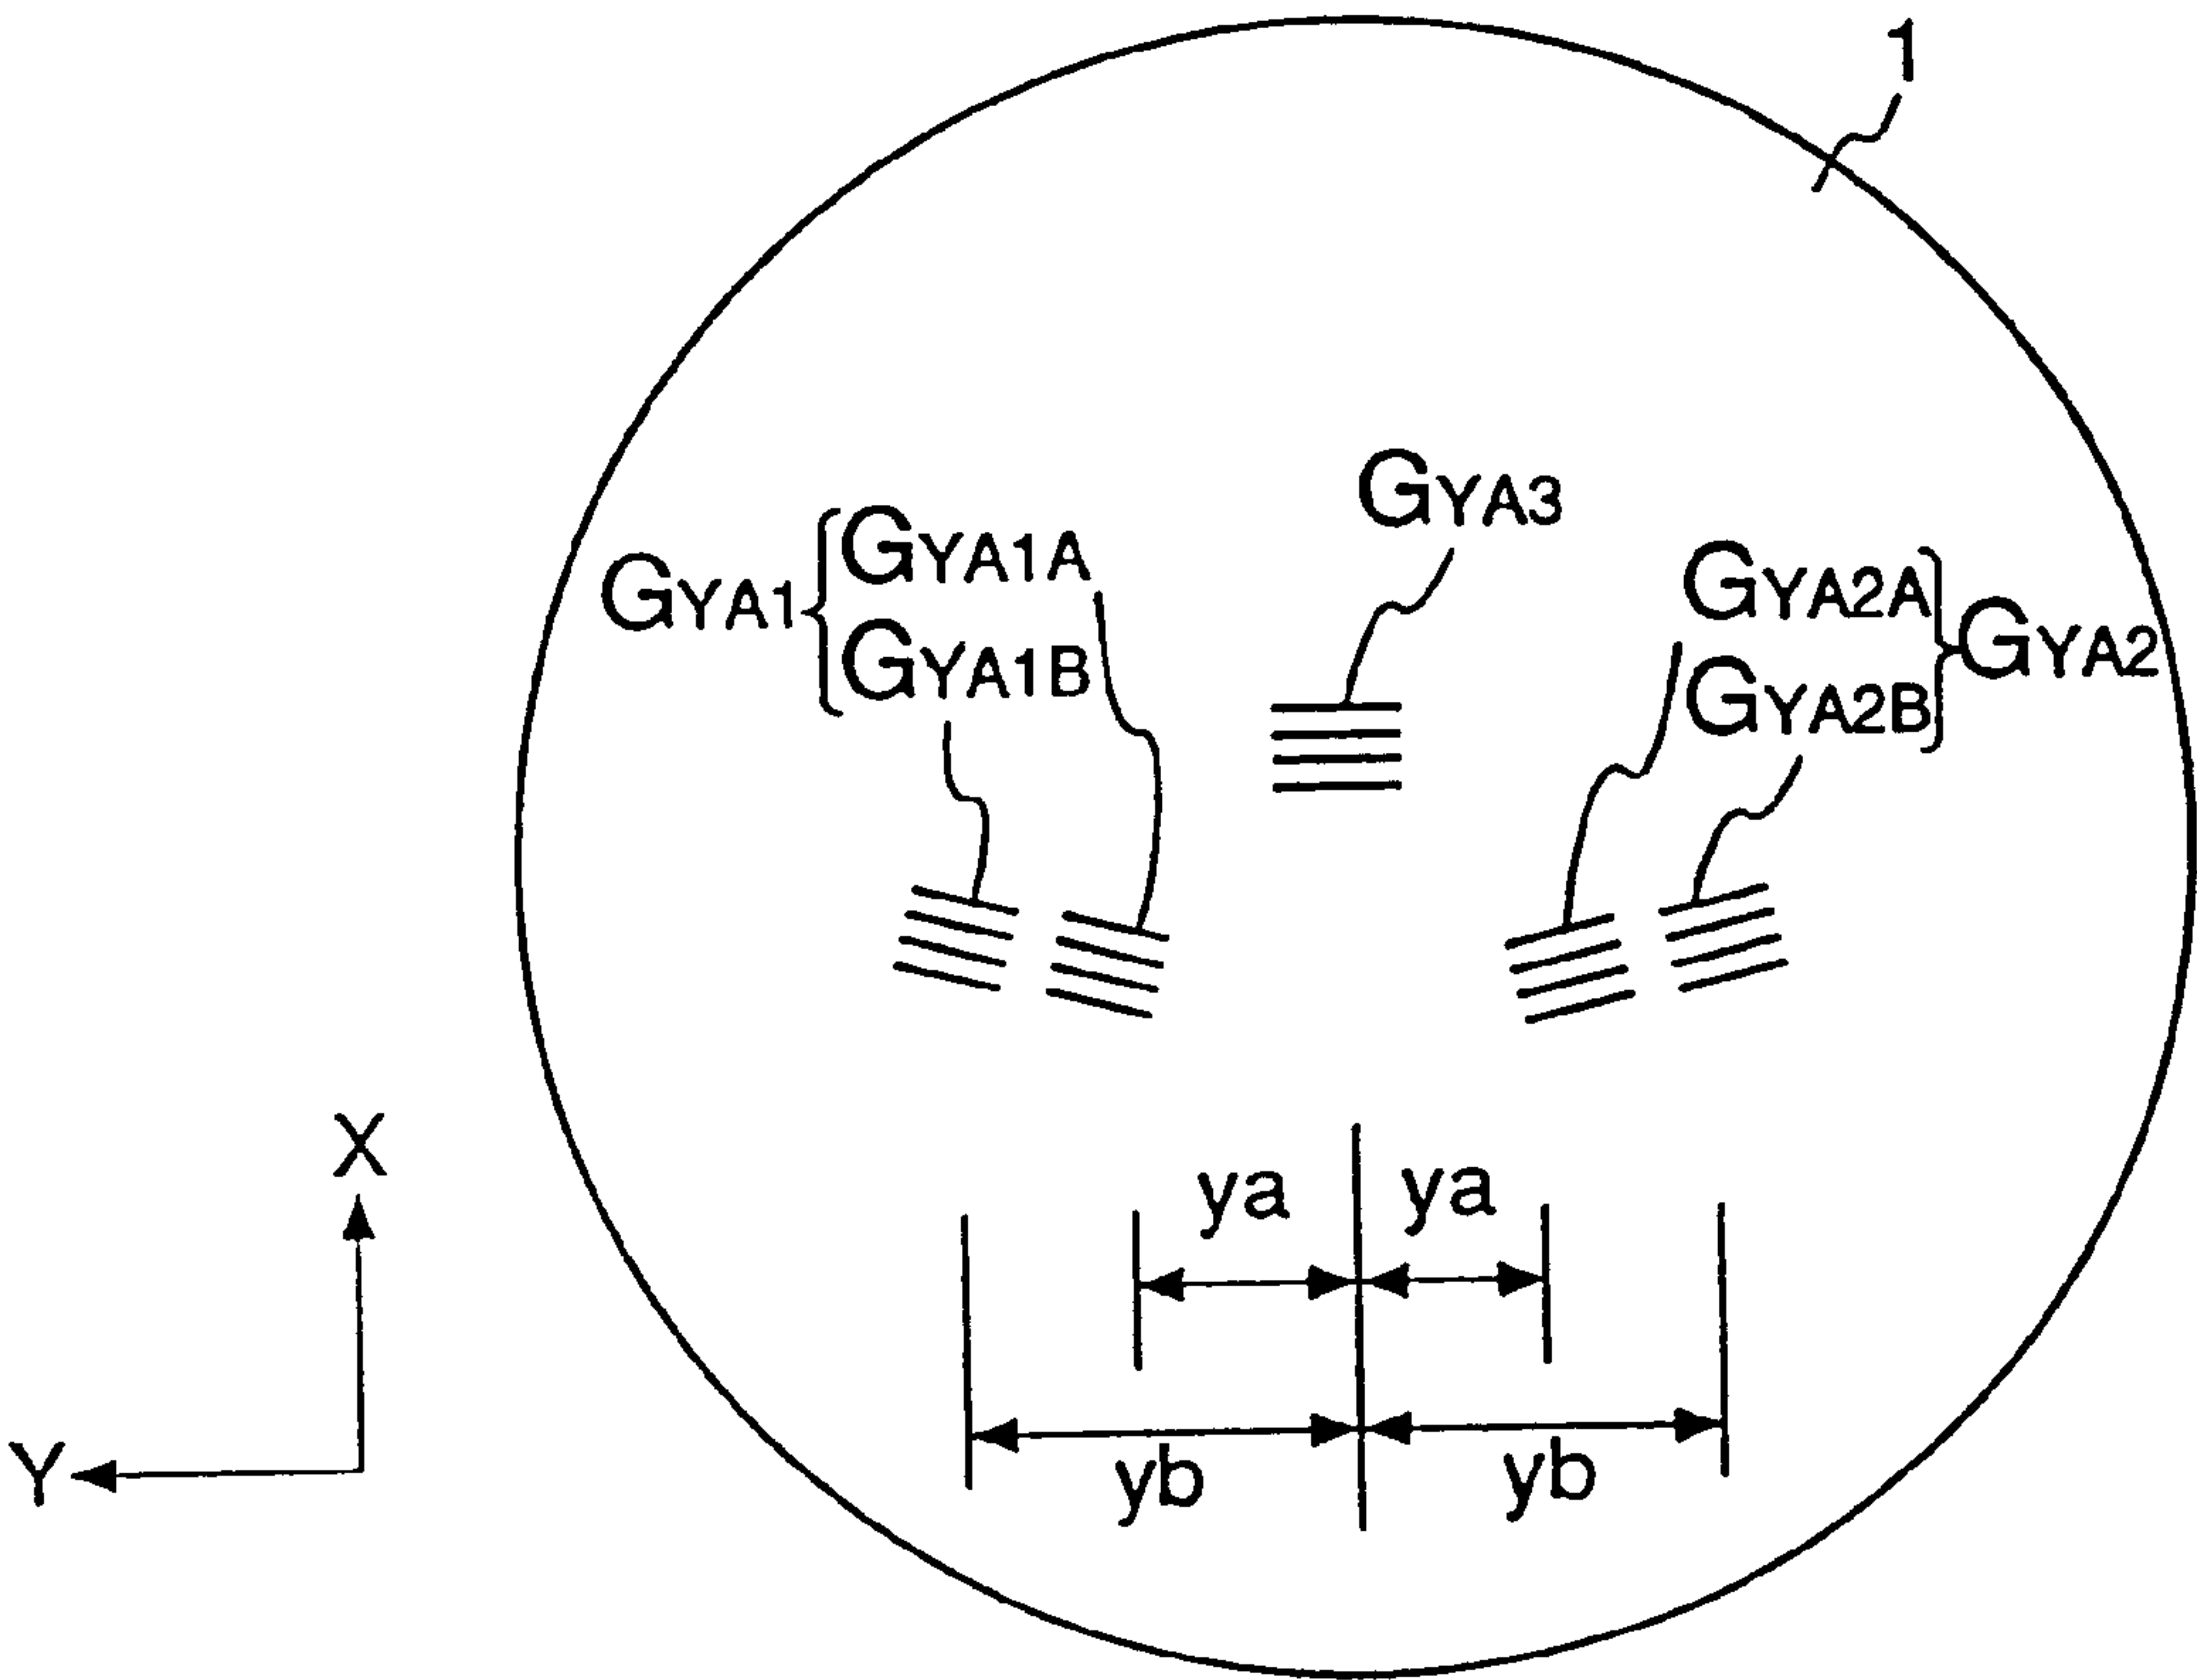 1
GYA3
GYA1 { GYA1A
GYA1B
GYA2A } GYA2
GYA2B
X
Y
ya ya
yb yb